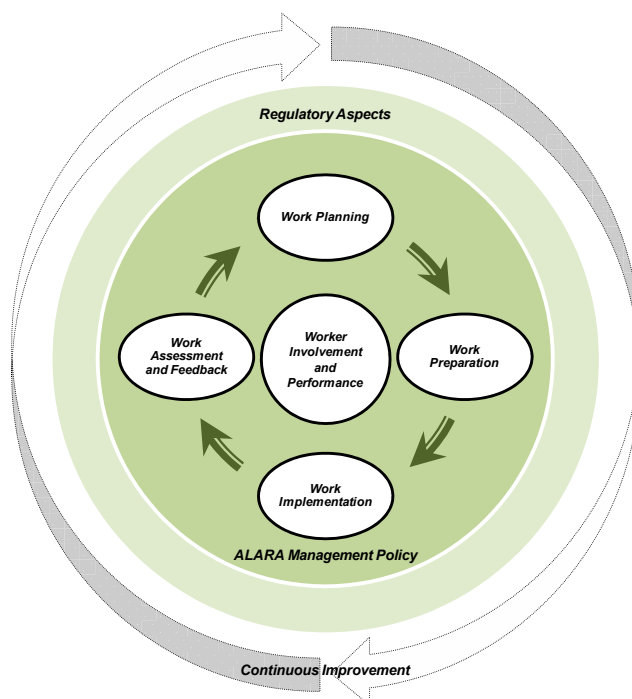 Regulatory Aspects
Work Planning
Work
Assessment
and Feedback
Worker
Involvement
and
Performance
Work
Preparation
Work
Implementation
ALARA Management Policy
Continuous Improvement